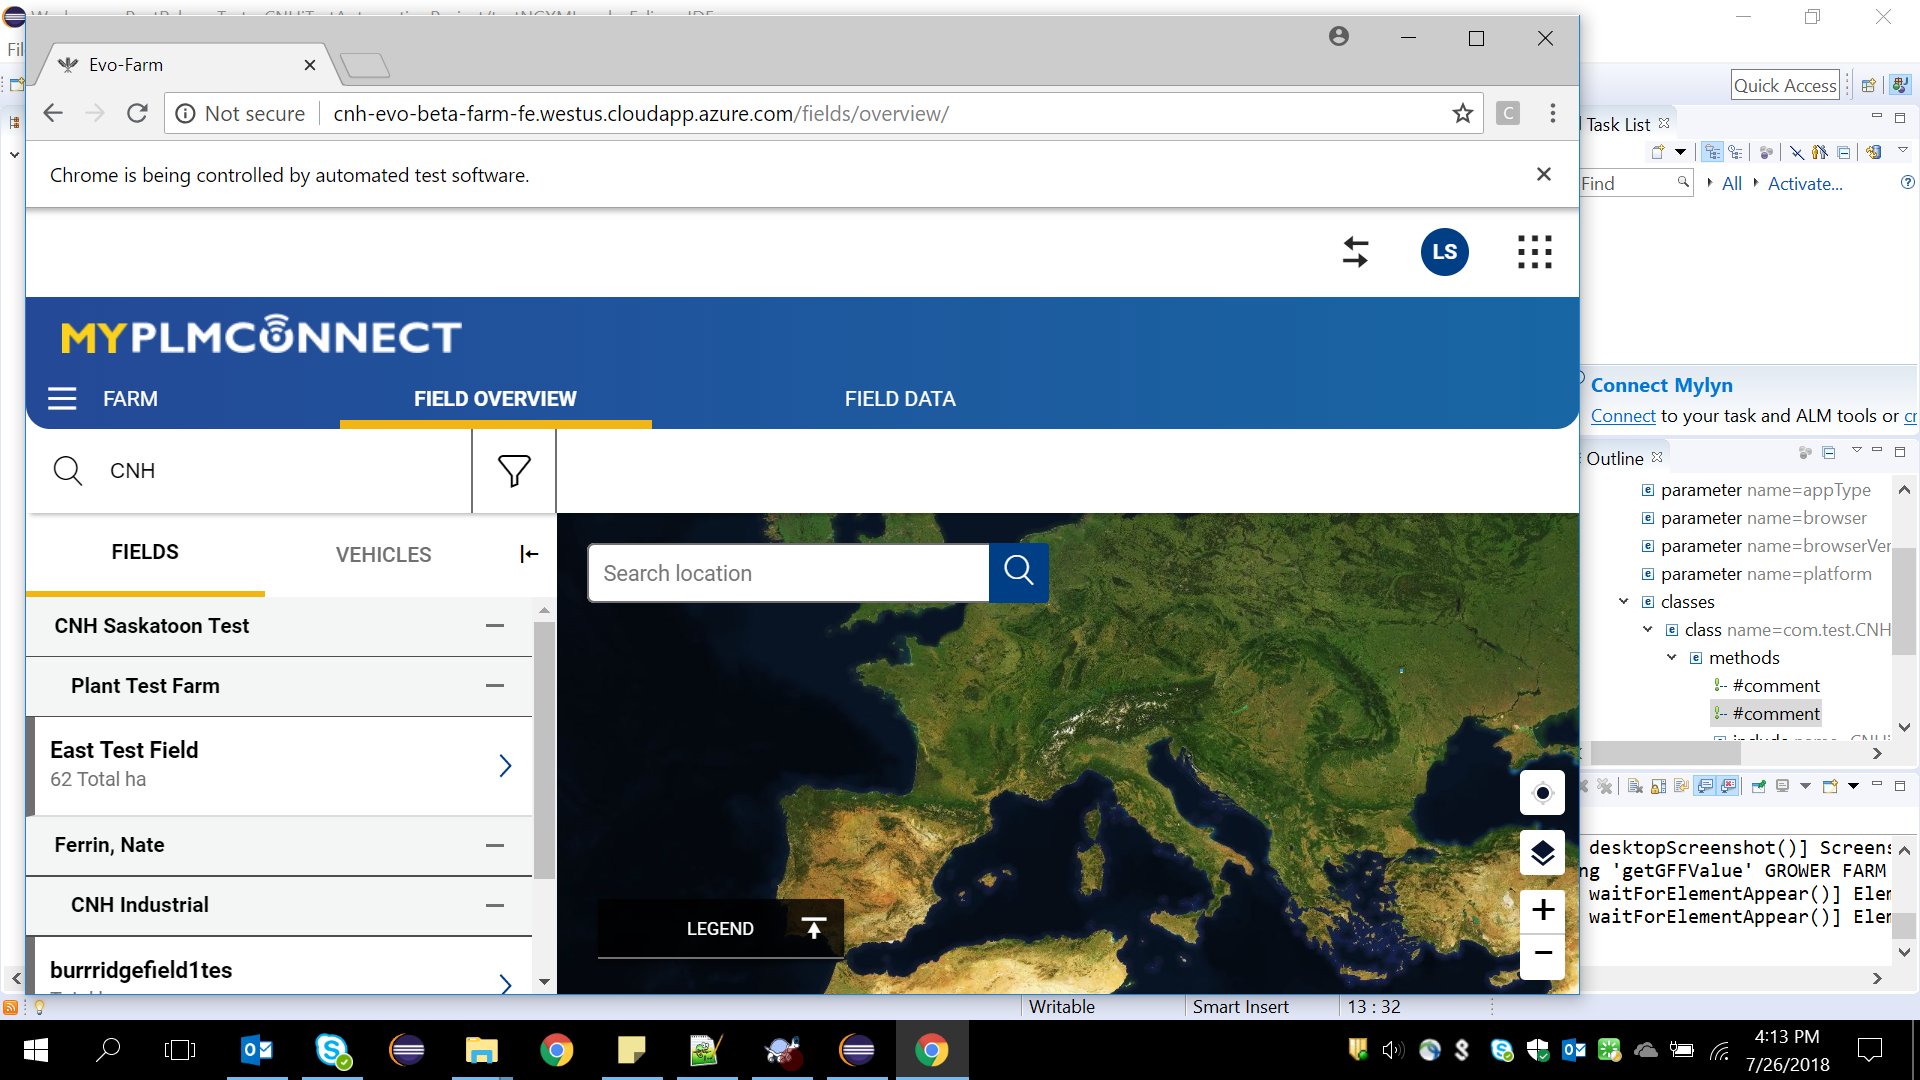 Evo-Farm
Fil
Quick Access
Not secure
cnh-evo-beta-farm-fe.westus.cloudapp.azure.com/fields/overview/
C
Task List
Chrome is being controlled by automated test software.
Find
All
Activate...
LS
MYPLMCONNECT
FARM
FIELD OVERVIEW
FIELD DATA
Connect Mylyn
Connect to your task and ALM tools or cr
CNH
Outline
parameter name=appType
parameter name=browser
parameter name=browserVer
parameter name=platform
classes
class name=com.test.CNH
methods
#comment
#comment
FIELDS
VEHICLES
Search location
CNH Saskatoon Test
Plant Test Farm
East Test Field
62 Total ha
Ferrin, Nate
CNH Industrial
burrridgefield1tes
LEGEND
desktopScreenshot()] Screens
ng 'getGFFValue' GROWER FARM
waitForElementAppear()] Elem
waitForElementAppear()] Elem
Writable
Smart Insert
13 : 32
4:13 PM
7/26/2018